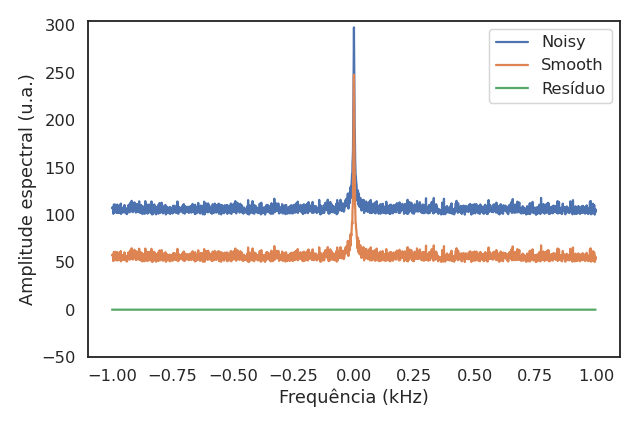 300
250
200
150
100
50
0
−50
Amplitude espectral (u.a.)
Noisy
Smooth
Resíduo
−1.00 −0.75 −0.50 −0.25 0.00 0.25 0.50 0.75 1.00
Frequência (kHz)